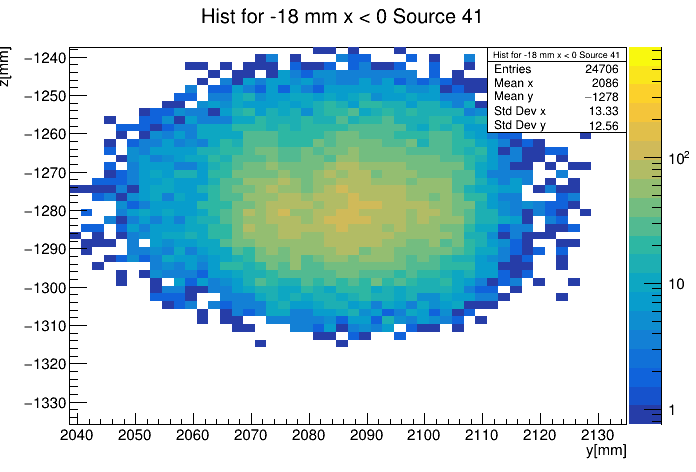 Hist for -18 mm x < 0 Source 41
z[mm]
Hist for -18 mm x < 0 Source 41
Entries 24706
Mean x 2086
Mean y −1278
Std Dev x 13.33
Std Dev y 12.56
−1240
−1250
−1260
−1270
−1280
−1290
−1300
−1310
−1320
−1330
10²
10
1
2040 2050 2060 2070 2080 2090 2100 2110 2120 2130
y[mm]